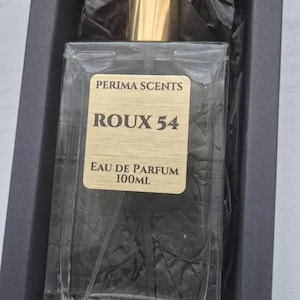 PERIMA SCENTS
ROUX 54
EAU DE PARFUM
100ML